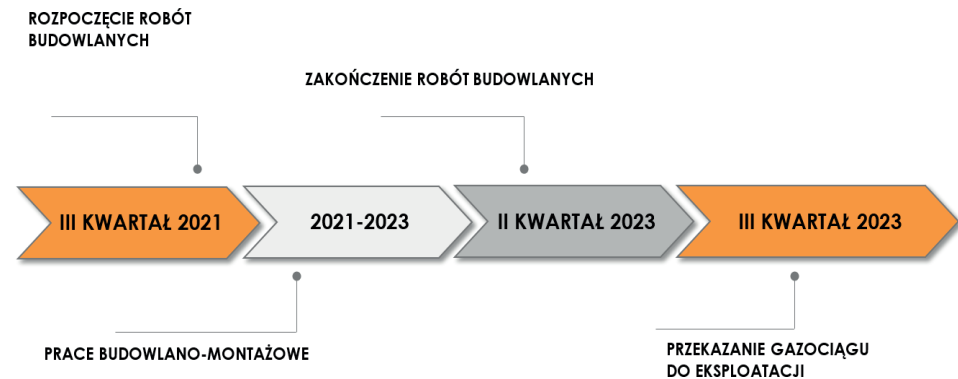 ROZPOCZĘCIE ROBÓT
BUDOWLANYCH
ZAKOŃCZENIE ROBÓT BUDOWLANYCH
III KWARTAŁ 2021
2021-2023
II KWARTAŁ 2023
III KWARTAŁ 2023
PRACE BUDOWLANO-MONTAŻOWE
PRZEKAZANIE GAZOCIĄGU
DO EKSPLOATACJI